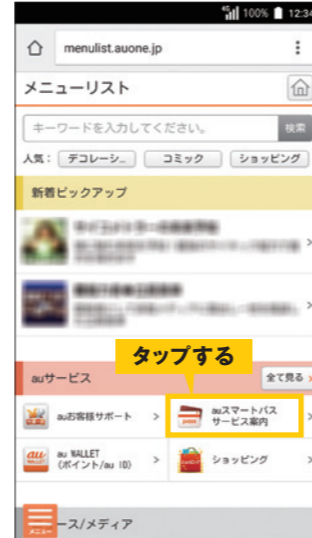 4G 100% 12:34
menulist.auone.jp
メニューリスト
キーワードを入力してください。 検索
人気： デコレーシ… コミック ショッピング
新着ピックアップ
タップする
auサービス 全て見る >
auお客様サポート >
auスマートパス
サービス案内 >
au WALLET
(ポイント/au ID) >
ショッピング >
メニュー
ース/メディア